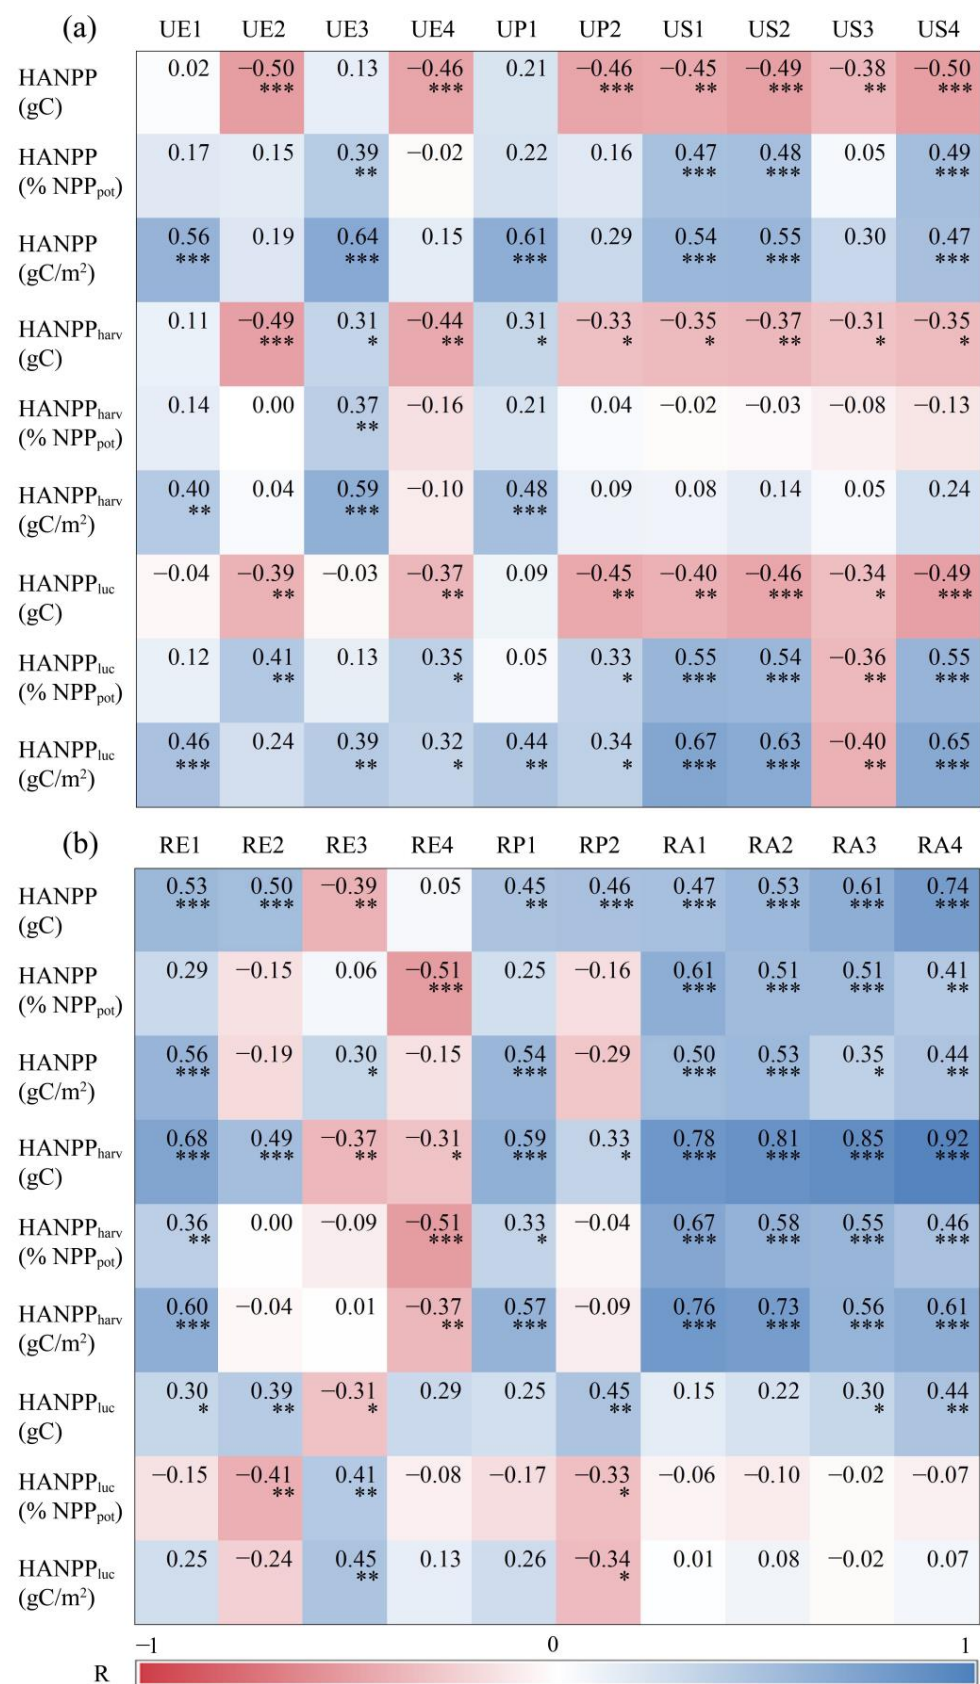 (a) UE1 UE2 UE3 UE4 UP1 UP2 US1 US2 US3 US4
HANPP 0.02 −0.50 0.13 −0.46 0.21 −0.46 −0.45 −0.49 −0.38 −0.50
(gC) *** *** *** ** *** ** ***
HANPP 0.17 0.15 0.39 −0.02 0.22 0.16 0.47 0.48 0.05 0.49
(% NPPpot) ** *** *** ***
HANPP 0.56 0.19 0.64 0.15 0.61 0.29 0.54 0.55 0.30 0.47
(gC/m²) *** *** *** *** *** ***
HANPPharv 0.11 −0.49 0.31 −0.44 0.31 −0.33 −0.35 −0.37 −0.31 −0.35
(gC) *** * ** * * * ** * *
HANPPharv 0.14 0.00 0.37 −0.16 0.21 0.04 −0.02 −0.03 −0.08 −0.13
(% NPPpot) **
HANPPharv 0.40 0.04 0.59 −0.10 0.48 0.09 0.08 0.14 0.05 0.24
(gC/m²) ** *** ***
HANPPluc −0.04 −0.39 −0.03 −0.37 0.09 −0.45 −0.40 −0.46 −0.34 −0.49
(gC) ** ** ** ** *** * ***
HANPPluc 0.12 0.41 0.13 0.35 0.05 0.33 0.55 0.54 −0.36 0.55
(% NPPpot) ** * * *** *** ** ***
HANPPluc 0.46 0.24 0.39 0.32 0.44 0.34 0.67 0.63 −0.40 0.65
(gC/m²) *** ** * ** * *** *** ** ***
(b) RE1 RE2 RE3 RE4 RP1 RP2 RA1 RA2 RA3 RA4
HANPP 0.53 0.50 −0.39 0.05 0.45 0.46 0.47 0.53 0.61 0.74
(gC) *** *** ** ** *** *** *** *** ***
HANPP 0.29 −0.15 0.06 −0.51 0.25 −0.16 0.61 0.51 0.51 0.41
(% NPPpot) *** *** *** *** **
HANPP 0.56 −0.19 0.30 −0.15 0.54 −0.29 0.50 0.53 0.35 0.44
(gC/m²) *** * *** *** *** * **
HANPPharv 0.68 0.49 −0.37 −0.31 0.59 0.33 0.78 0.81 0.85 0.92
(gC) *** *** ** * *** * *** *** *** ***
HANPPharv 0.36 0.00 −0.09 −0.51 0.33 −0.04 0.67 0.58 0.55 0.46
(% NPPpot) ** *** * *** *** *** ***
HANPPharv 0.60 −0.04 0.01 −0.37 0.57 −0.09 0.76 0.73 0.56 0.61
(gC/m²) *** ** *** *** *** *** ***
HANPPluc 0.30 0.39 −0.31 0.29 0.25 0.45 0.15 0.22 0.30 0.44
(gC) * ** * ** * **
HANPPluc −0.15 −0.41 0.41 −0.08 −0.17 −0.33 −0.06 −0.10 −0.02 −0.07
(% NPPpot) ** ** *
HANPPluc 0.25 −0.24 0.45 0.13 0.26 −0.34 0.01 0.08 −0.02 0.07
(gC/m²) ** *
−1 0 1
R